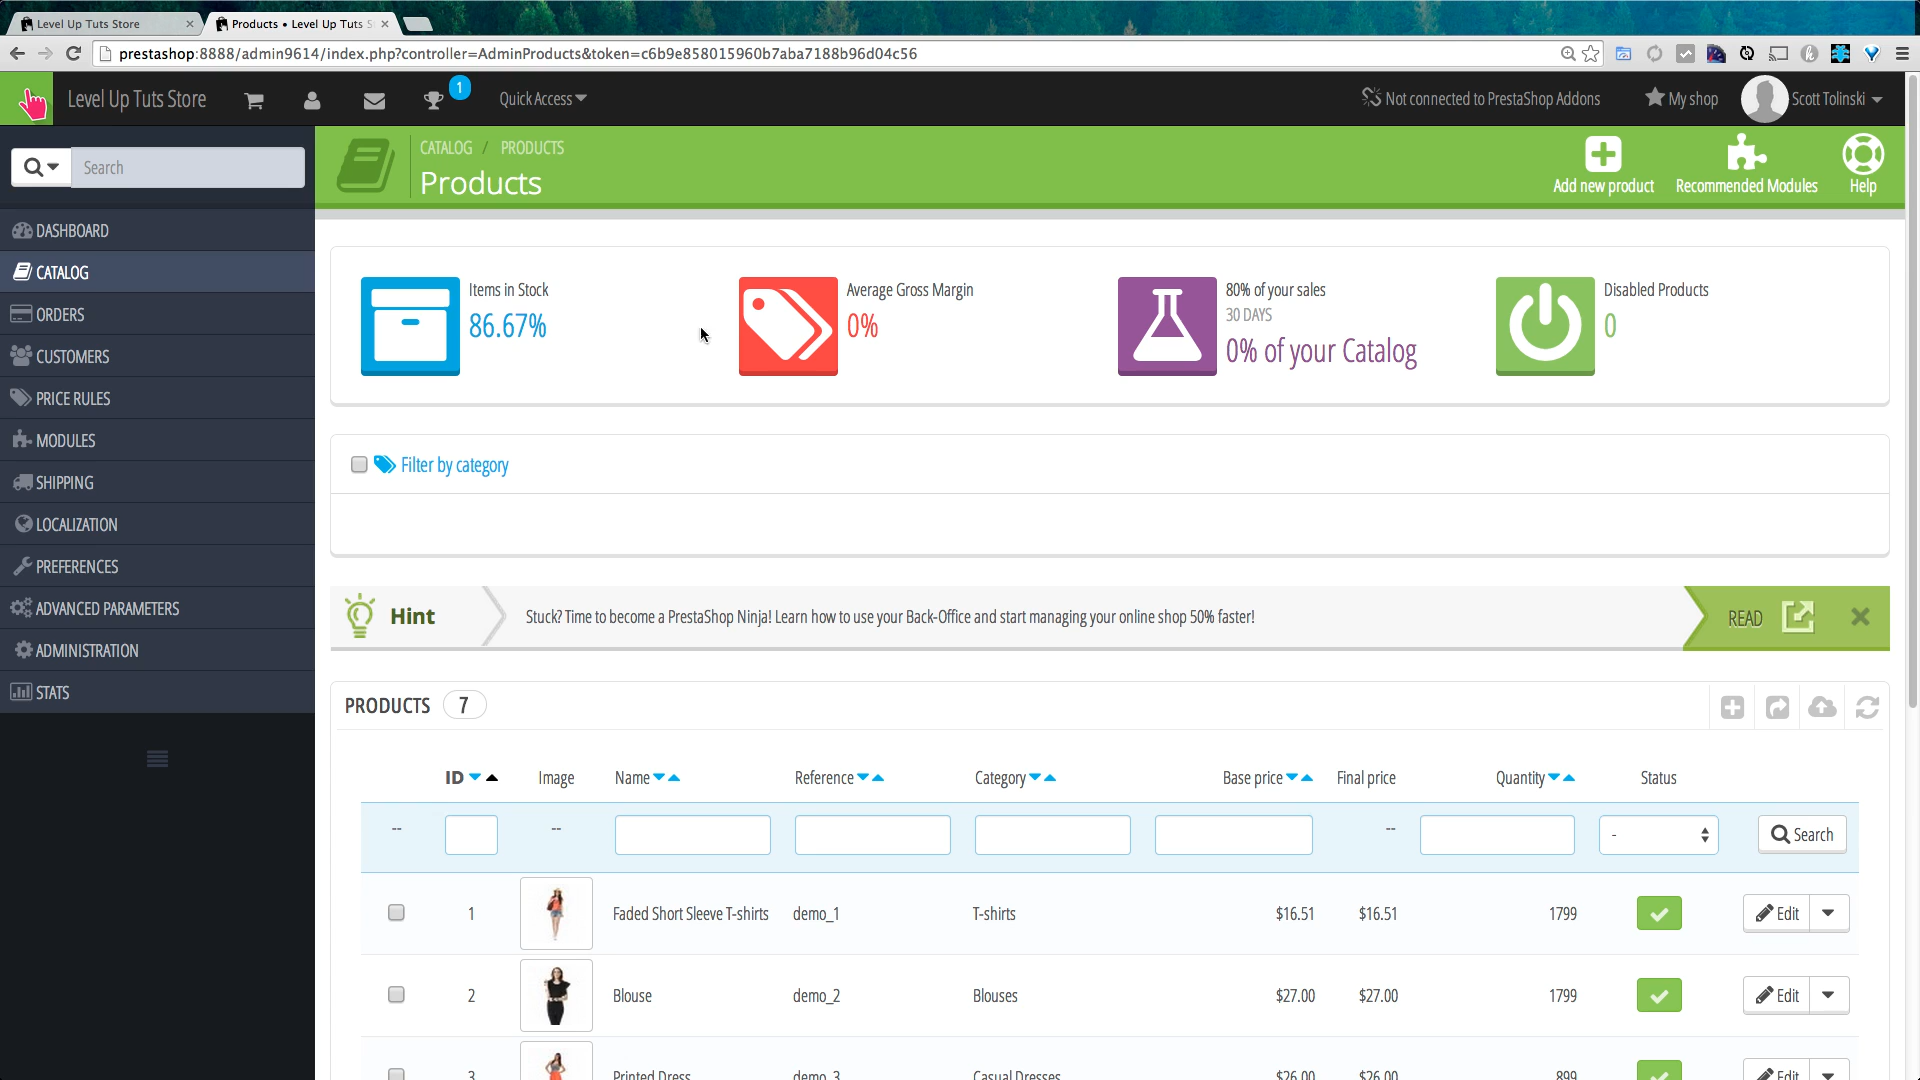 Level Up Tuts Store
Products • Level Up Tuts S
prestashop:8888/admin9614/index.php?controller=AdminProducts&token=c6b9e858015960b7aba7188b96d04c56
Level Up Tuts Store
1
Quick Access
Not connected to PrestaShop Addons
My shop
Scott Tolinski
Search
CATALOG / PRODUCTS
Products
Add new product
Recommended Modules
Help
DASHBOARD
CATALOG
ORDERS
CUSTOMERS
PRICE RULES
MODULES
SHIPPING
LOCALIZATION
PREFERENCES
ADVANCED PARAMETERS
ADMINISTRATION
STATS
Items in Stock
86.67%
Average Gross Margin
0%
80% of your sales
30 DAYS
0% of your Catalog
Disabled Products
0
Filter by category
Hint
Stuck? Time to become a PrestaShop Ninja! Learn how to use your Back-Office and start managing your online shop 50% faster!
READ
PRODUCTS 7
ID Image Name Reference Category Base price Final price Quantity Status
-- -- -- - Search
1 Faded Short Sleeve T-shirts demo_1 T-shirts $16.51 $16.51 1799 Edit
2 Blouse demo_2 Blouses $27.00 $27.00 1799 Edit
3 Printed Dress demo_3 Casual Dresses $26.00 $26.00 899 Edit